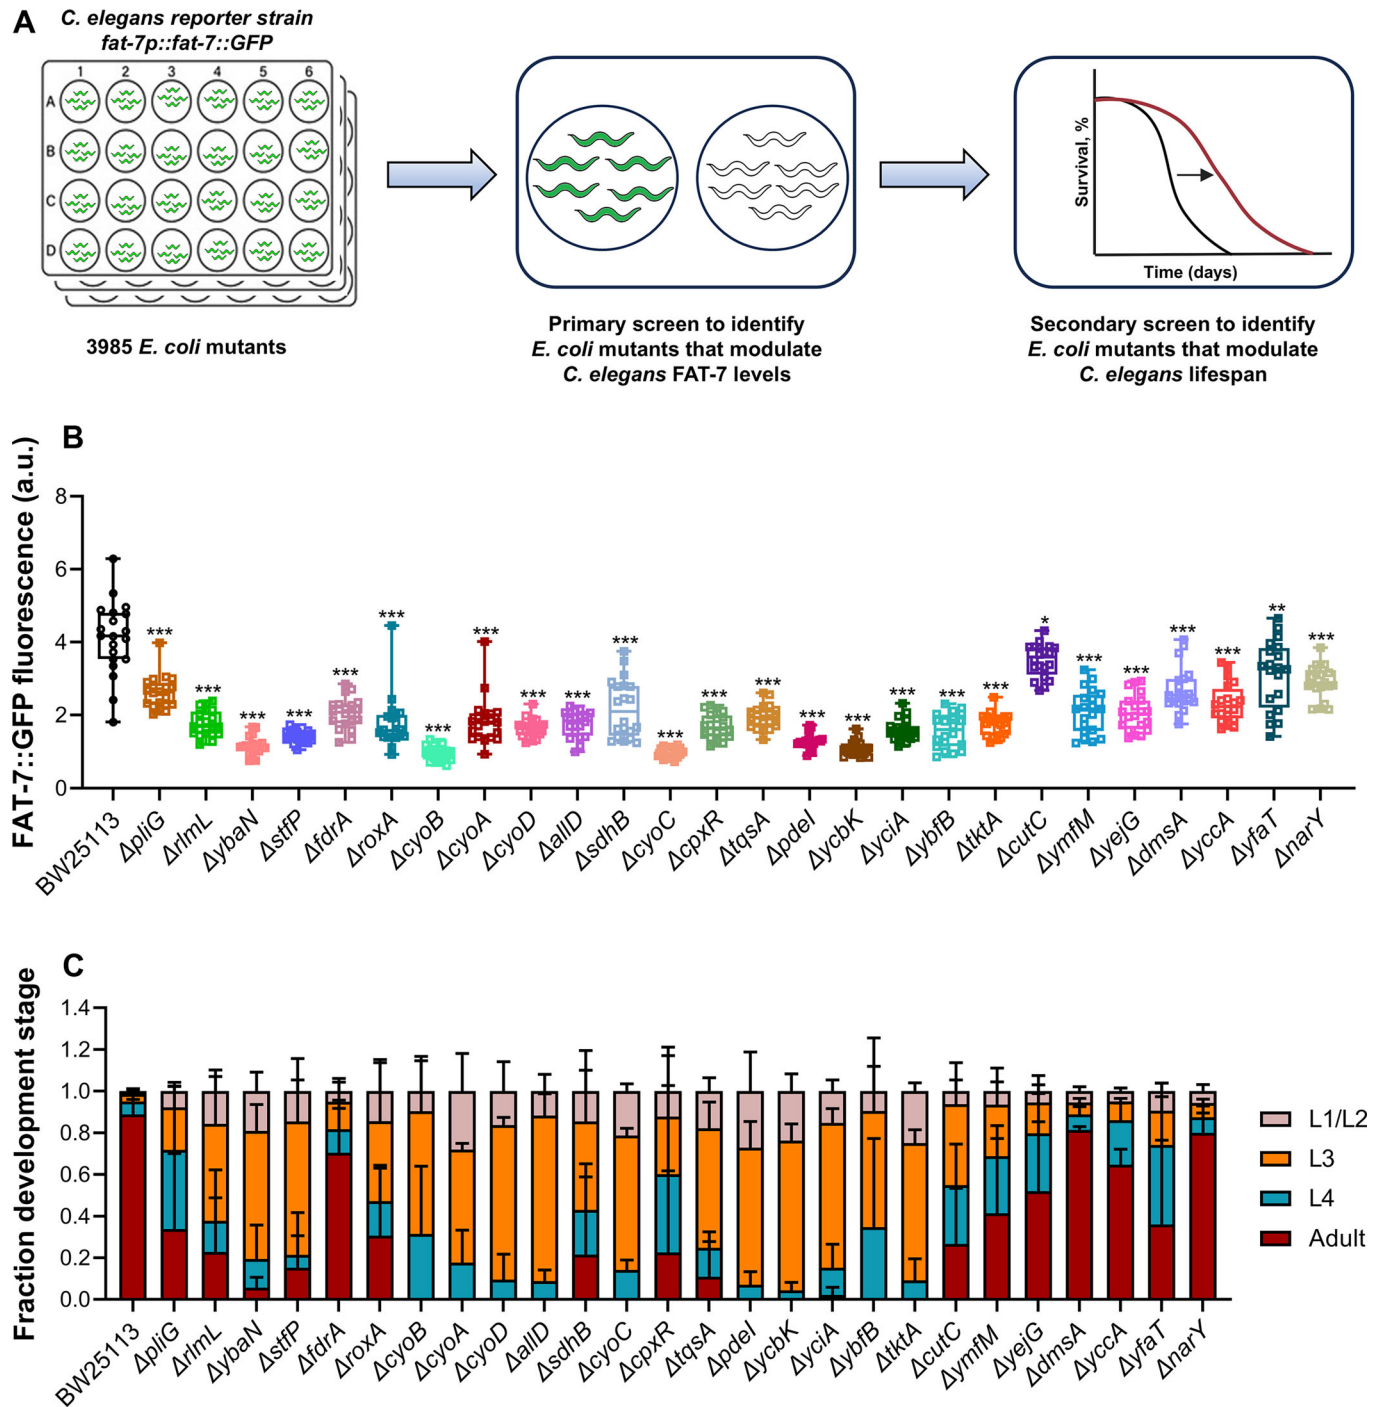 A
C. elegans reporter strain
fat-7p::fat-7::GFP
1 2 3 4 5 6
A
B
C
D
3985 E. coli mutants
Primary screen to identify
E. coli mutants that modulate
C. elegans FAT-7 levels
Survival, %
Time (days)
Secondary screen to identify
E. coli mutants that modulate
C. elegans lifespan
B
FAT-7::GFP fluorescence (a.u.)
8
6
4
2
0
*** *** *** *** *** *** *** *** *** *** *** *** *** *** *** *** *** *** *** * *** *** *** *** ** ***
BW25113 ΔpliG ΔrlmL ΔybaN ΔstfP ΔfdrA ΔroxA ΔcyoB ΔcyoA ΔcyoD ΔallD ΔsdhB ΔcyoC ΔcpxR ΔtqsA ΔpdeI ΔycbK ΔyciA ΔybfB ΔtktA ΔcutC ΔymfM ΔyejG ΔdmsA ΔyccA ΔyfaT ΔnarY
C
Fraction development stage
1.4
1.2
1.0
0.8
0.6
0.4
0.2
0.0
L1/L2
L3
L4
Adult
BW25113 ΔpliG ΔrlmL ΔybaN ΔstfP ΔfdrA ΔroxA ΔcyoB ΔcyoA ΔcyoD ΔallD ΔsdhB ΔcyoC ΔcpxR ΔtqsA ΔpdeI ΔycbK ΔyciA ΔybfB ΔtktA ΔcutC ΔymfM ΔyejG ΔdmsA ΔyccA ΔyfaT ΔnarY